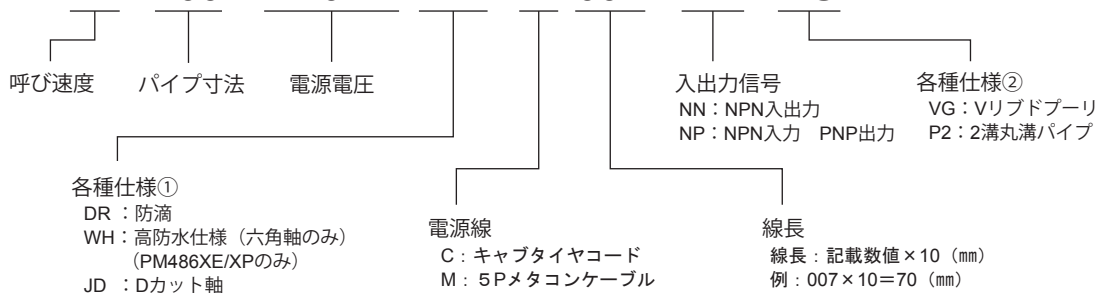 呼び速度
パイプ寸法
電源電圧
入出力信号
NN：NPN入出力
NP：NPN入力　PNP出力
各種仕様②
VG：Vリブドプーリ
P2：2溝丸溝パイプ
各種仕様①
DR ：防滴
WH：高防水仕様（六角軸のみ）
（PM486XE/XPのみ）
JD ：Dカット軸
電源線
C：キャブタイヤコード
M：5Pメタコンケーブル
線長
線長：記載数値×10（㎜）
例：007×10＝70（㎜）